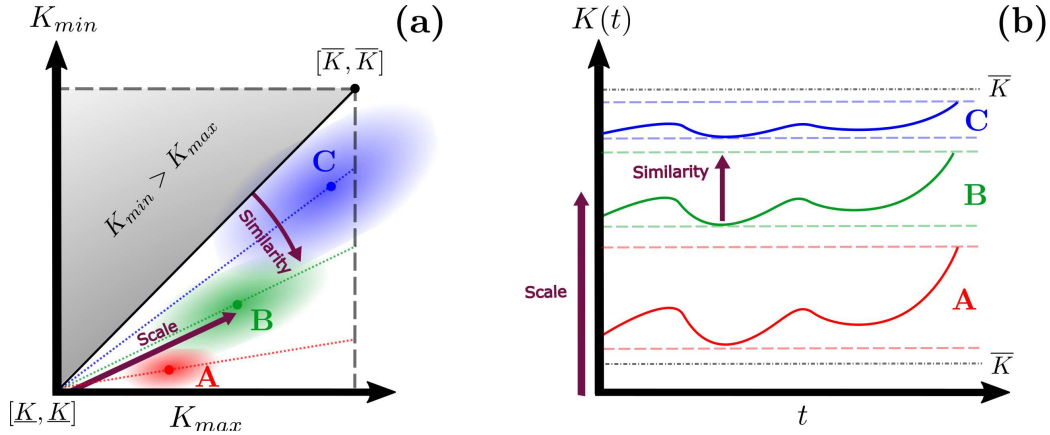 (a)
K_min
[K̅, K̅]
K_min > K_max
C
Similarity
B
Scale
A
[K̲, K̲]
K_max
(b)
K(t)
K̅
C
Similarity
B
Scale
A
K̅
t